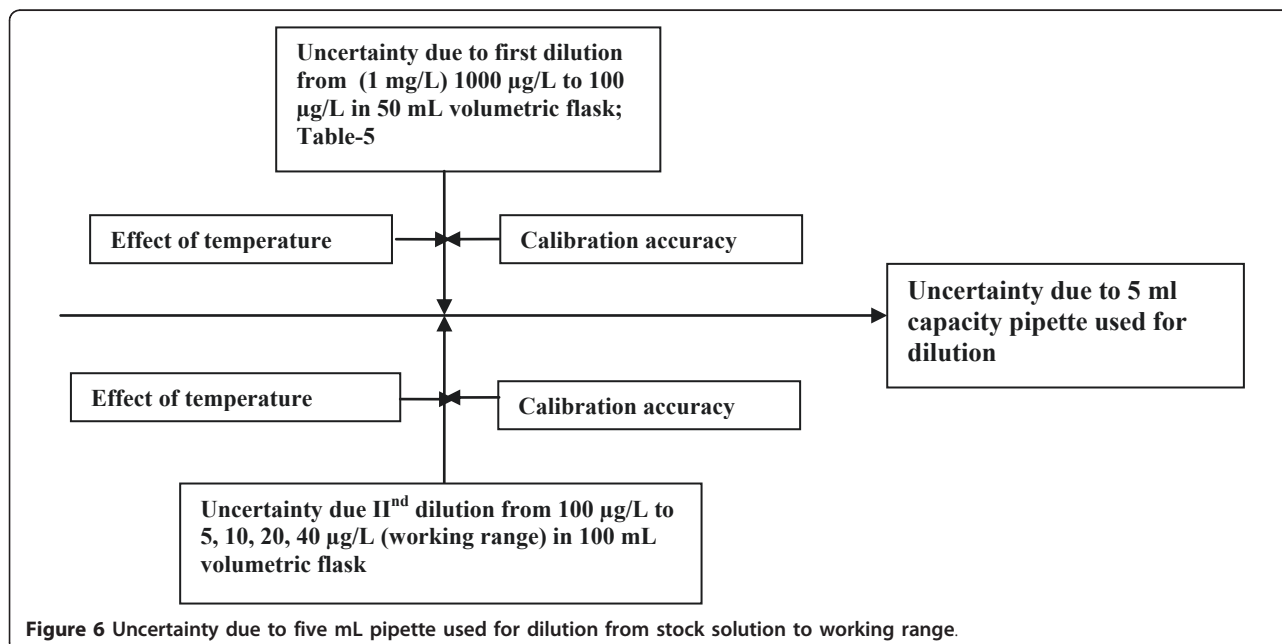 Uncertainty due to first dilution
from (1 mg/L) 1000 µg/L to 100
µg/L in 50 mL volumetric flask;
Table-5
Effect of temperature
Calibration accuracy
Uncertainty due to 5 ml
capacity pipette used for
dilution
Effect of temperature
Calibration accuracy
Uncertainty due IInd dilution from 100 µg/L to
5, 10, 20, 40 µg/L (working range) in 100 mL
volumetric flask
Figure 6 Uncertainty due to five mL pipette used for dilution from stock solution to working range.